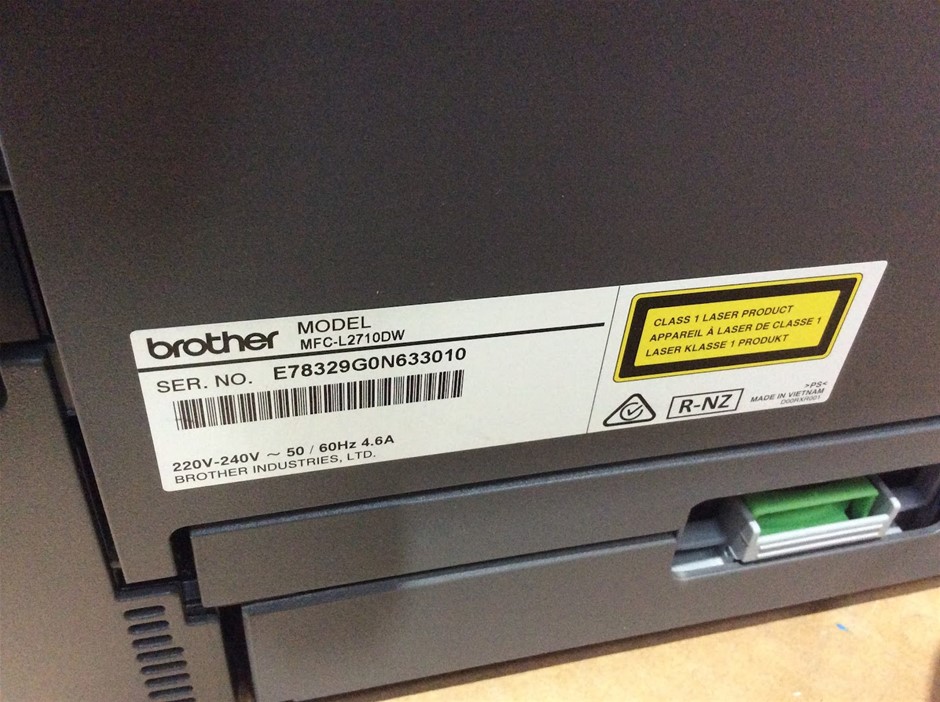 brother MODEL
MFC-L2710DW
SER. NO. E78329G0N633010
220V-240V ~ 50 / 60Hz 4.6A
BROTHER INDUSTRIES, LTD.
CLASS 1 LASER PRODUCT
APPAREIL À LASER DE CLASSE 1
LASER KLASSE 1 PRODUKT
R-NZ
>PS<
MADE IN VIETNAM
D00RXR001